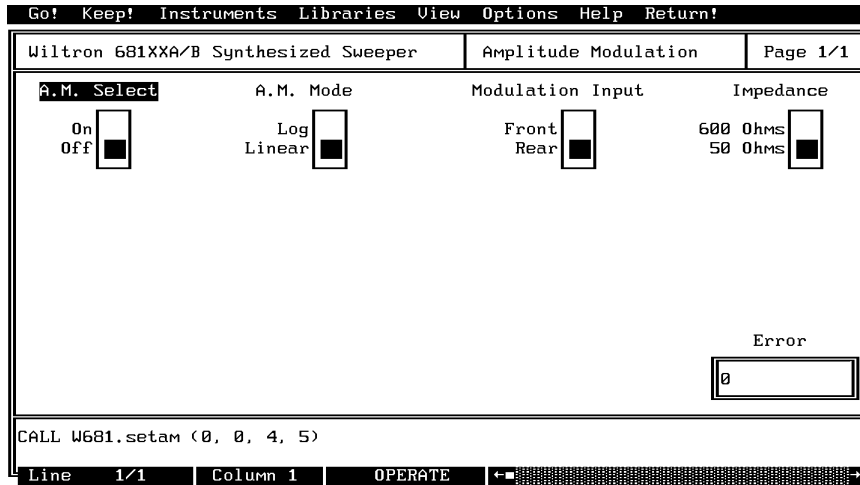 Go! Keep! Instruments Libraries View Options Help Return!
Wiltron 681XXA/B Synthesized Sweeper Amplitude Modulation Page 1/1
A.M. Select A.M. Mode Modulation Input Impedance
On Log Front 600 Ohms
Off Linear Rear 50 Ohms
Error
0
CALL W681.setam (0, 0, 4, 5)
Line 1/1 Column 1 OPERATE